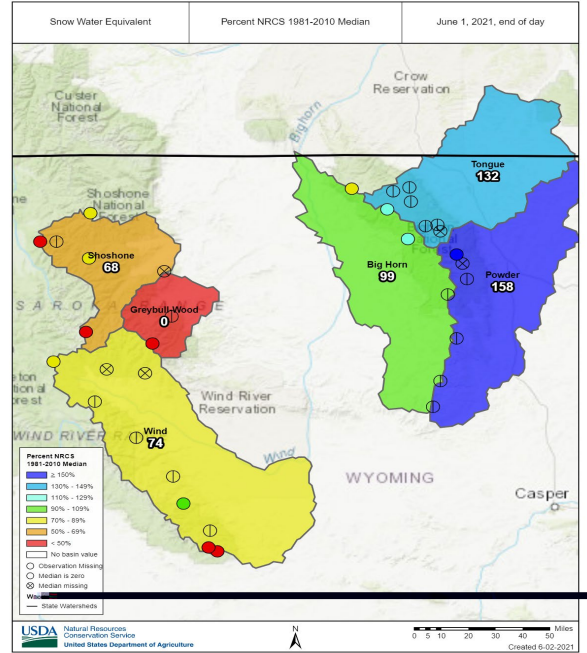 Snow Water Equivalent
Percent NRCS 1981-2010 Median
June 1, 2021, end of day
Custer
National
Forest
Crow
Reservation
Bighorn
Tongue
132
Shoshone
National
Forest
Shoshone
68
Big Horn
99
Powder
158
Greybull-Wood
0
Wind River
Reservation
Wind
74
WIND RIVER
Wind
WYOMING
Casper
Percent NRCS
1981-2010 Median
≥ 150%
130% - 149%
110% - 129%
90% - 109%
70% - 89%
50% - 69%
< 50%
No basin value
Observation Missing
Median is zero
Median missing
State Watersheds
USDA
Natural Resources
Conservation Service
United States Department of Agriculture
N
0 5 10 20 30 40 50 Miles
Created 6-02-2021